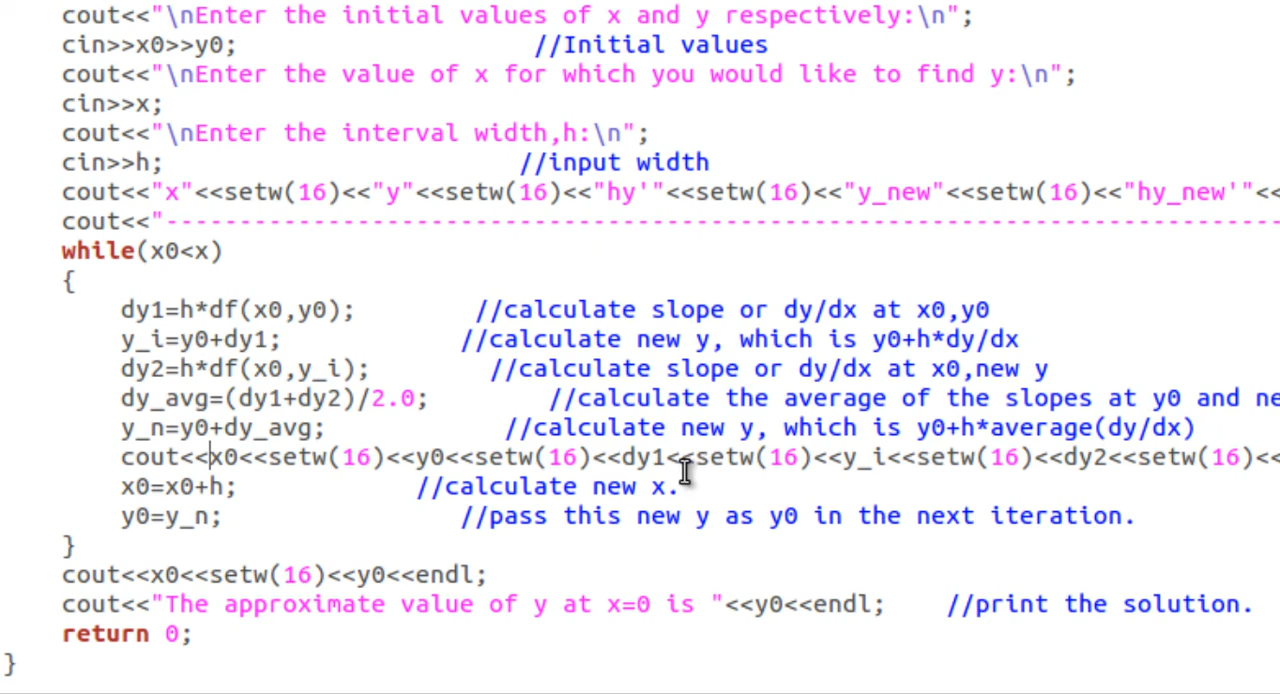 cout<<"\nEnter the initial values of x and y respectively:\n";
cin>>x0>>y0; //Initial values
cout<<"\nEnter the value of x for which you would like to find y:\n";
cin>>x;
cout<<"\nEnter the interval width,h:\n";
cin>>h; //input width
cout<<"x"<<setw(16)<<"y"<<setw(16)<<"hy'"<<setw(16)<<"y_new"<<setw(16)<<"hy_new'"<<
cout<<"----------------------------------------------------------------------------
while(x0<x)
{
dy1=h*df(x0,y0); //calculate slope or dy/dx at x0,y0
y_i=y0+dy1; //calculate new y, which is y0+h*dy/dx
dy2=h*df(x0,y_i); //calculate slope or dy/dx at x0,new y
dy_avg=(dy1+dy2)/2.0; //calculate the average of the slopes at y0 and ne
y_n=y0+dy_avg; //calculate new y, which is y0+h*average(dy/dx)
cout<<x0<<setw(16)<<y0<<setw(16)<<dy1<<setw(16)<<y_i<<setw(16)<<dy2<<setw(16)<<
x0=x0+h; //calculate new x.
y0=y_n; //pass this new y as y0 in the next iteration.
}
cout<<x0<<setw(16)<<y0<<endl;
cout<<"The approximate value of y at x=0 is "<<y0<<endl; //print the solution.
return 0;
}